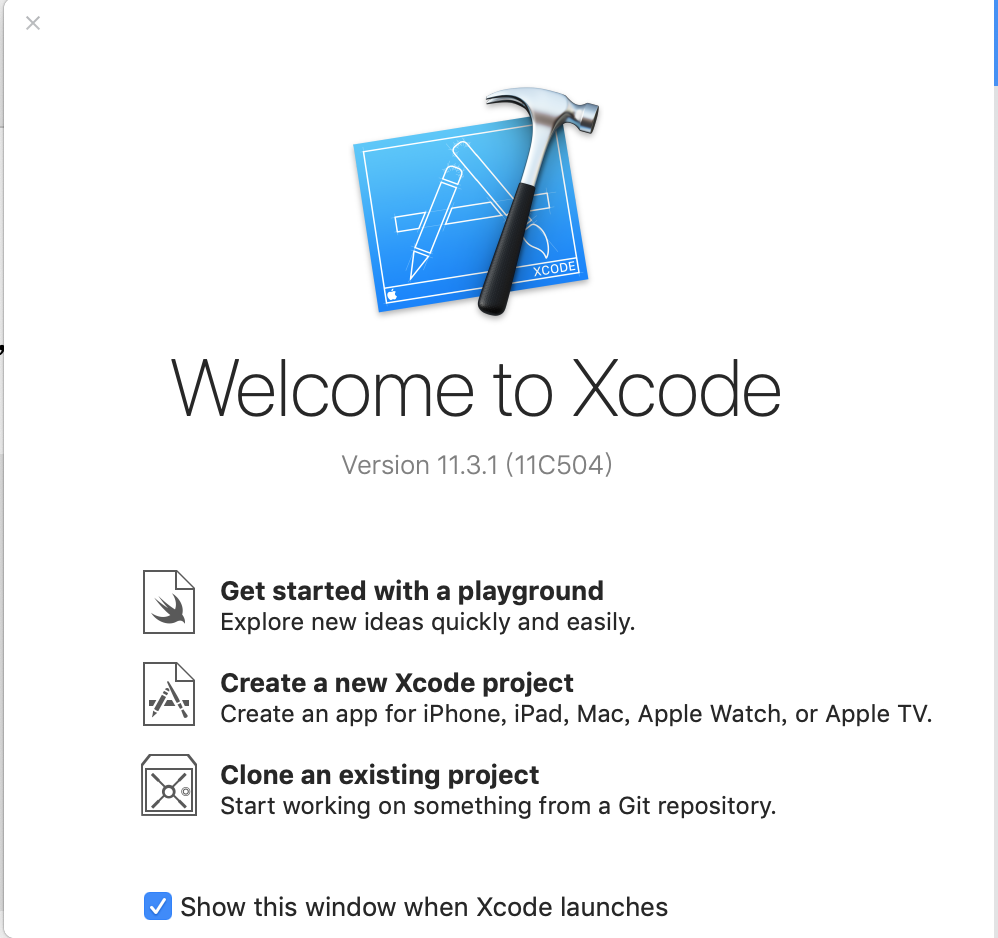 XCODE
Welcome to Xcode
Version 11.3.1 (11C504)
Get started with a playground
Explore new ideas quickly and easily.
Create a new Xcode project
Create an app for iPhone, iPad, Mac, Apple Watch, or Apple TV.
Clone an existing project
Start working on something from a Git repository.
Show this window when Xcode launches